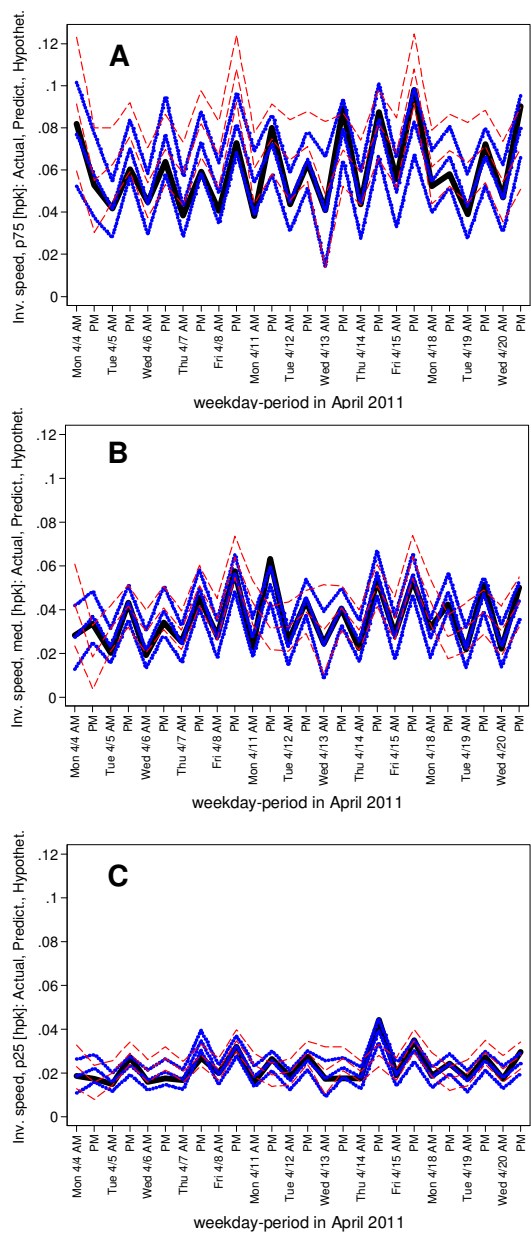 A
Inv. speed, p75 [hpk]: Actual, Predict., Hypothet.
.12
.1
.08
.06
.04
.02
0
Mon 4/4 AM
PM
Tue 4/5 AM
PM
Wed 4/6 AM
PM
Thu 4/7 AM
PM
Fri 4/8 AM
PM
Mon 4/11 AM
PM
Tue 4/12 AM
PM
Wed 4/13 AM
PM
Thu 4/14 AM
PM
Fri 4/15 AM
PM
Mon 4/18 AM
PM
Tue 4/19 AM
PM
Wed 4/20 AM
PM
weekday-period in April 2011
B
Inv. speed, med. [hpk]: Actual, Predict., Hypothet.
.12
.1
.08
.06
.04
.02
0
Mon 4/4 AM
PM
Tue 4/5 AM
PM
Wed 4/6 AM
PM
Thu 4/7 AM
PM
Fri 4/8 AM
PM
Mon 4/11 AM
PM
Tue 4/12 AM
PM
Wed 4/13 AM
PM
Thu 4/14 AM
PM
Fri 4/15 AM
PM
Mon 4/18 AM
PM
Tue 4/19 AM
PM
Wed 4/20 AM
PM
weekday-period in April 2011
C
Inv. speed, p25 [hpk]: Actual, Predict., Hypothet.
.12
.1
.08
.06
.04
.02
0
Mon 4/4 AM
PM
Tue 4/5 AM
PM
Wed 4/6 AM
PM
Thu 4/7 AM
PM
Fri 4/8 AM
PM
Mon 4/11 AM
PM
Tue 4/12 AM
PM
Wed 4/13 AM
PM
Thu 4/14 AM
PM
Fri 4/15 AM
PM
Mon 4/18 AM
PM
Tue 4/19 AM
PM
Wed 4/20 AM
PM
weekday-period in April 2011